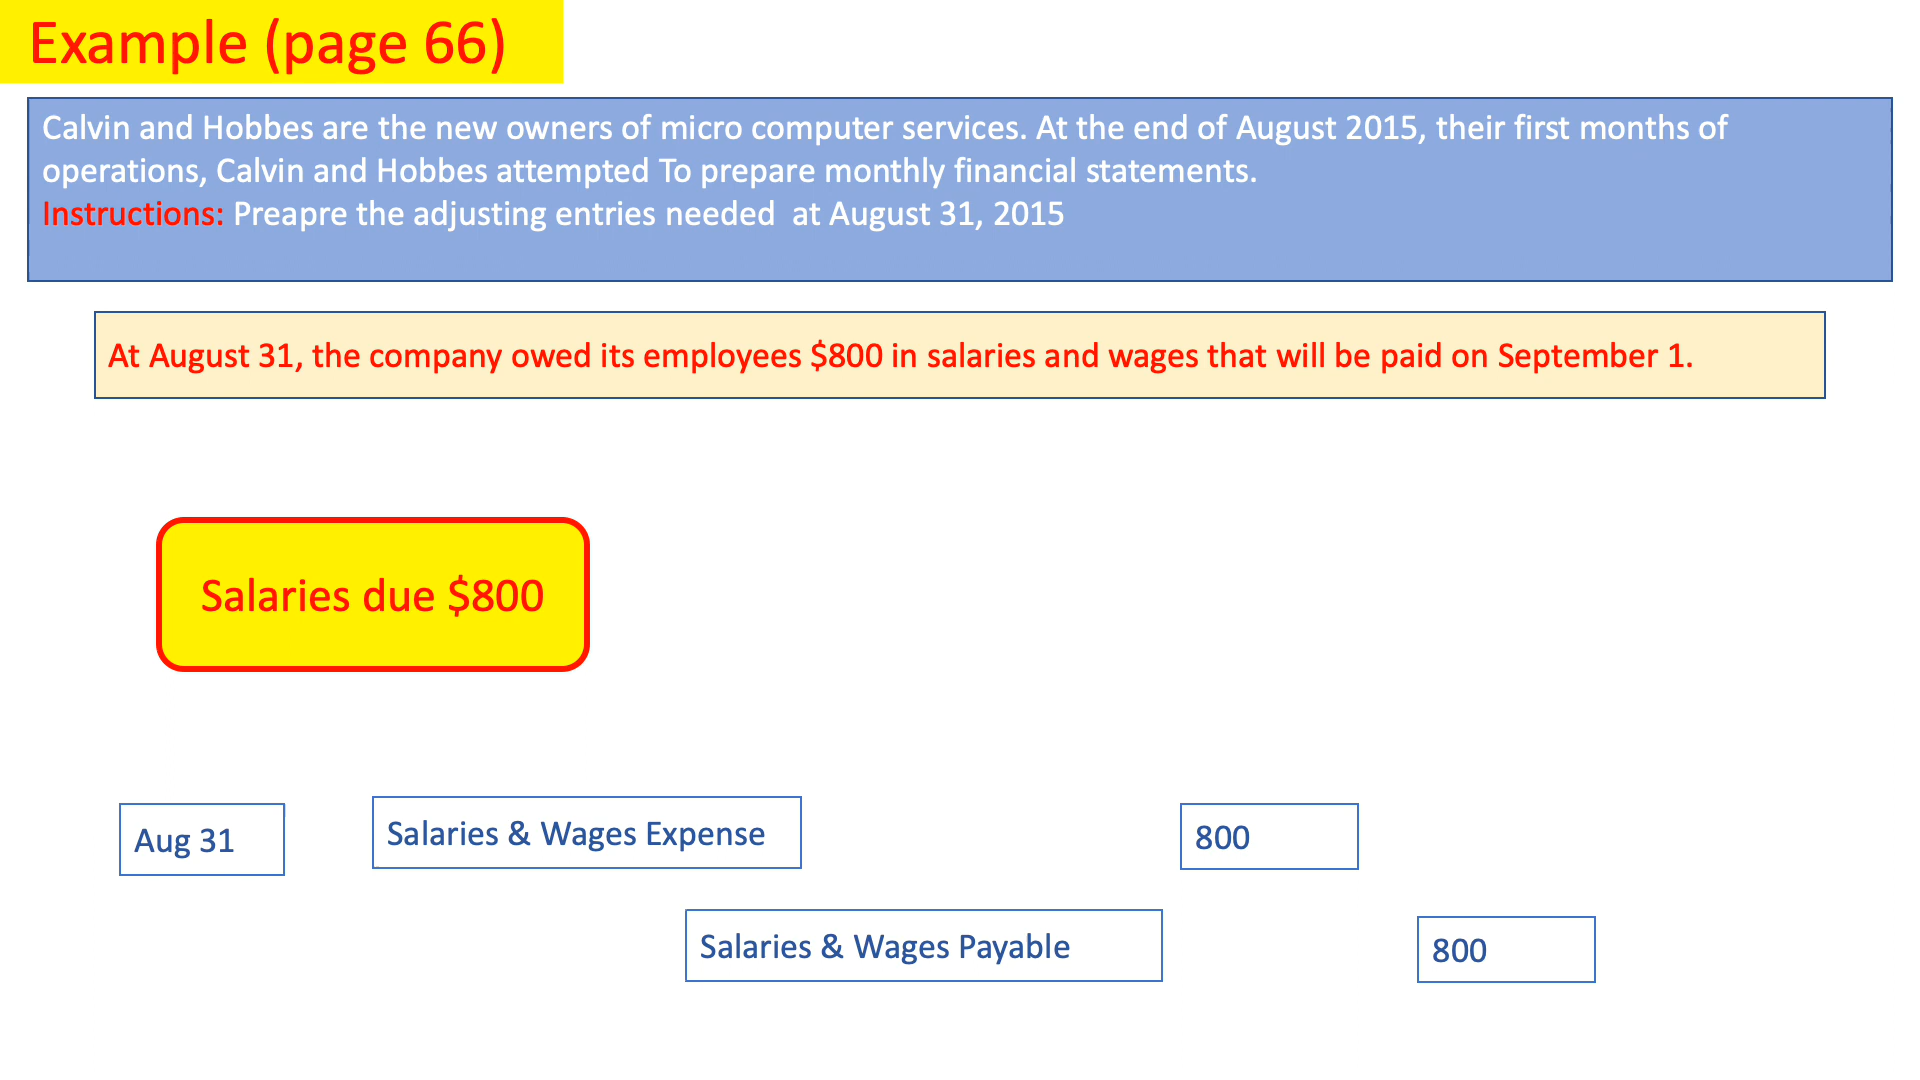 Example (page 66)
Calvin and Hobbes are the new owners of micro computer services. At the end of August 2015, their first months of
operations, Calvin and Hobbes attempted To prepare monthly financial statements.
Instructions: Preapre the adjusting entries needed  at August 31, 2015
At August 31, the company owed its employees $800 in salaries and wages that will be paid on September 1.
Salaries due $800
Aug 31 Salaries & Wages Expense 800
Salaries & Wages Payable 800